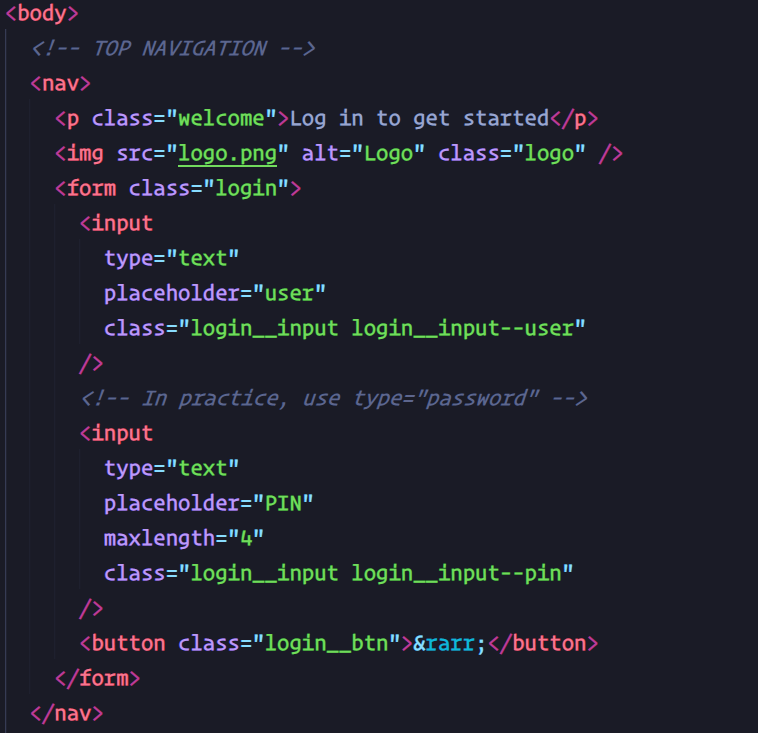 <body>
<!-- TOP NAVIGATION -->
<nav>
<p class="welcome">Log in to get started</p>
<img src="logo.png" alt="Logo" class="logo" />
<form class="login">
<input
type="text"
placeholder="user"
class="login__input login__input--user"
/>
<!-- In practice, use type="password" -->
<input
type="text"
placeholder="PIN"
maxlength="4"
class="login__input login__input--pin"
/>
<button class="login__btn">&rarr;</button>
</form>
</nav>